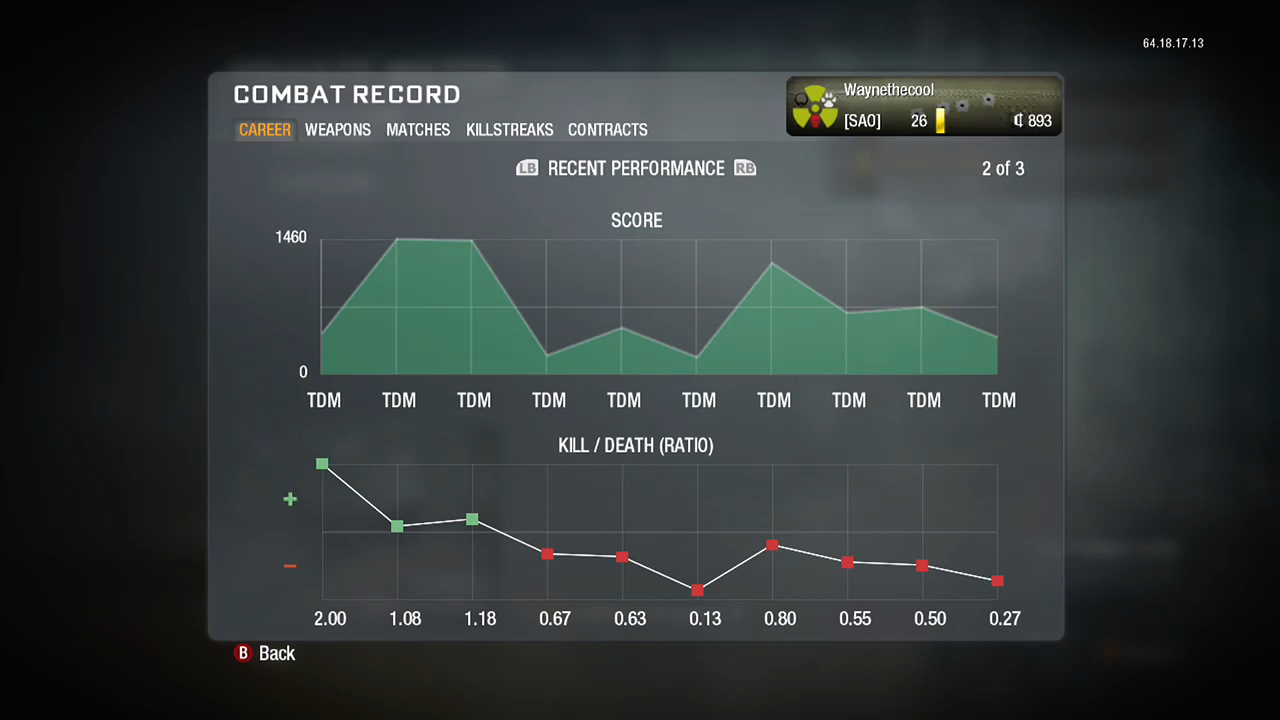 64.18.17.13
COMBAT RECORD
Waynethecool
[SAO] 26 ₵ 893
CAREER WEAPONS MATCHES KILLSTREAKS CONTRACTS
LB RECENT PERFORMANCE RB 2 of 3
SCORE
1460
0
TDM TDM TDM TDM TDM TDM TDM TDM TDM TDM
KILL / DEATH (RATIO)
+
–
2.00 1.08 1.18 0.67 0.63 0.13 0.80 0.55 0.50 0.27
B Back